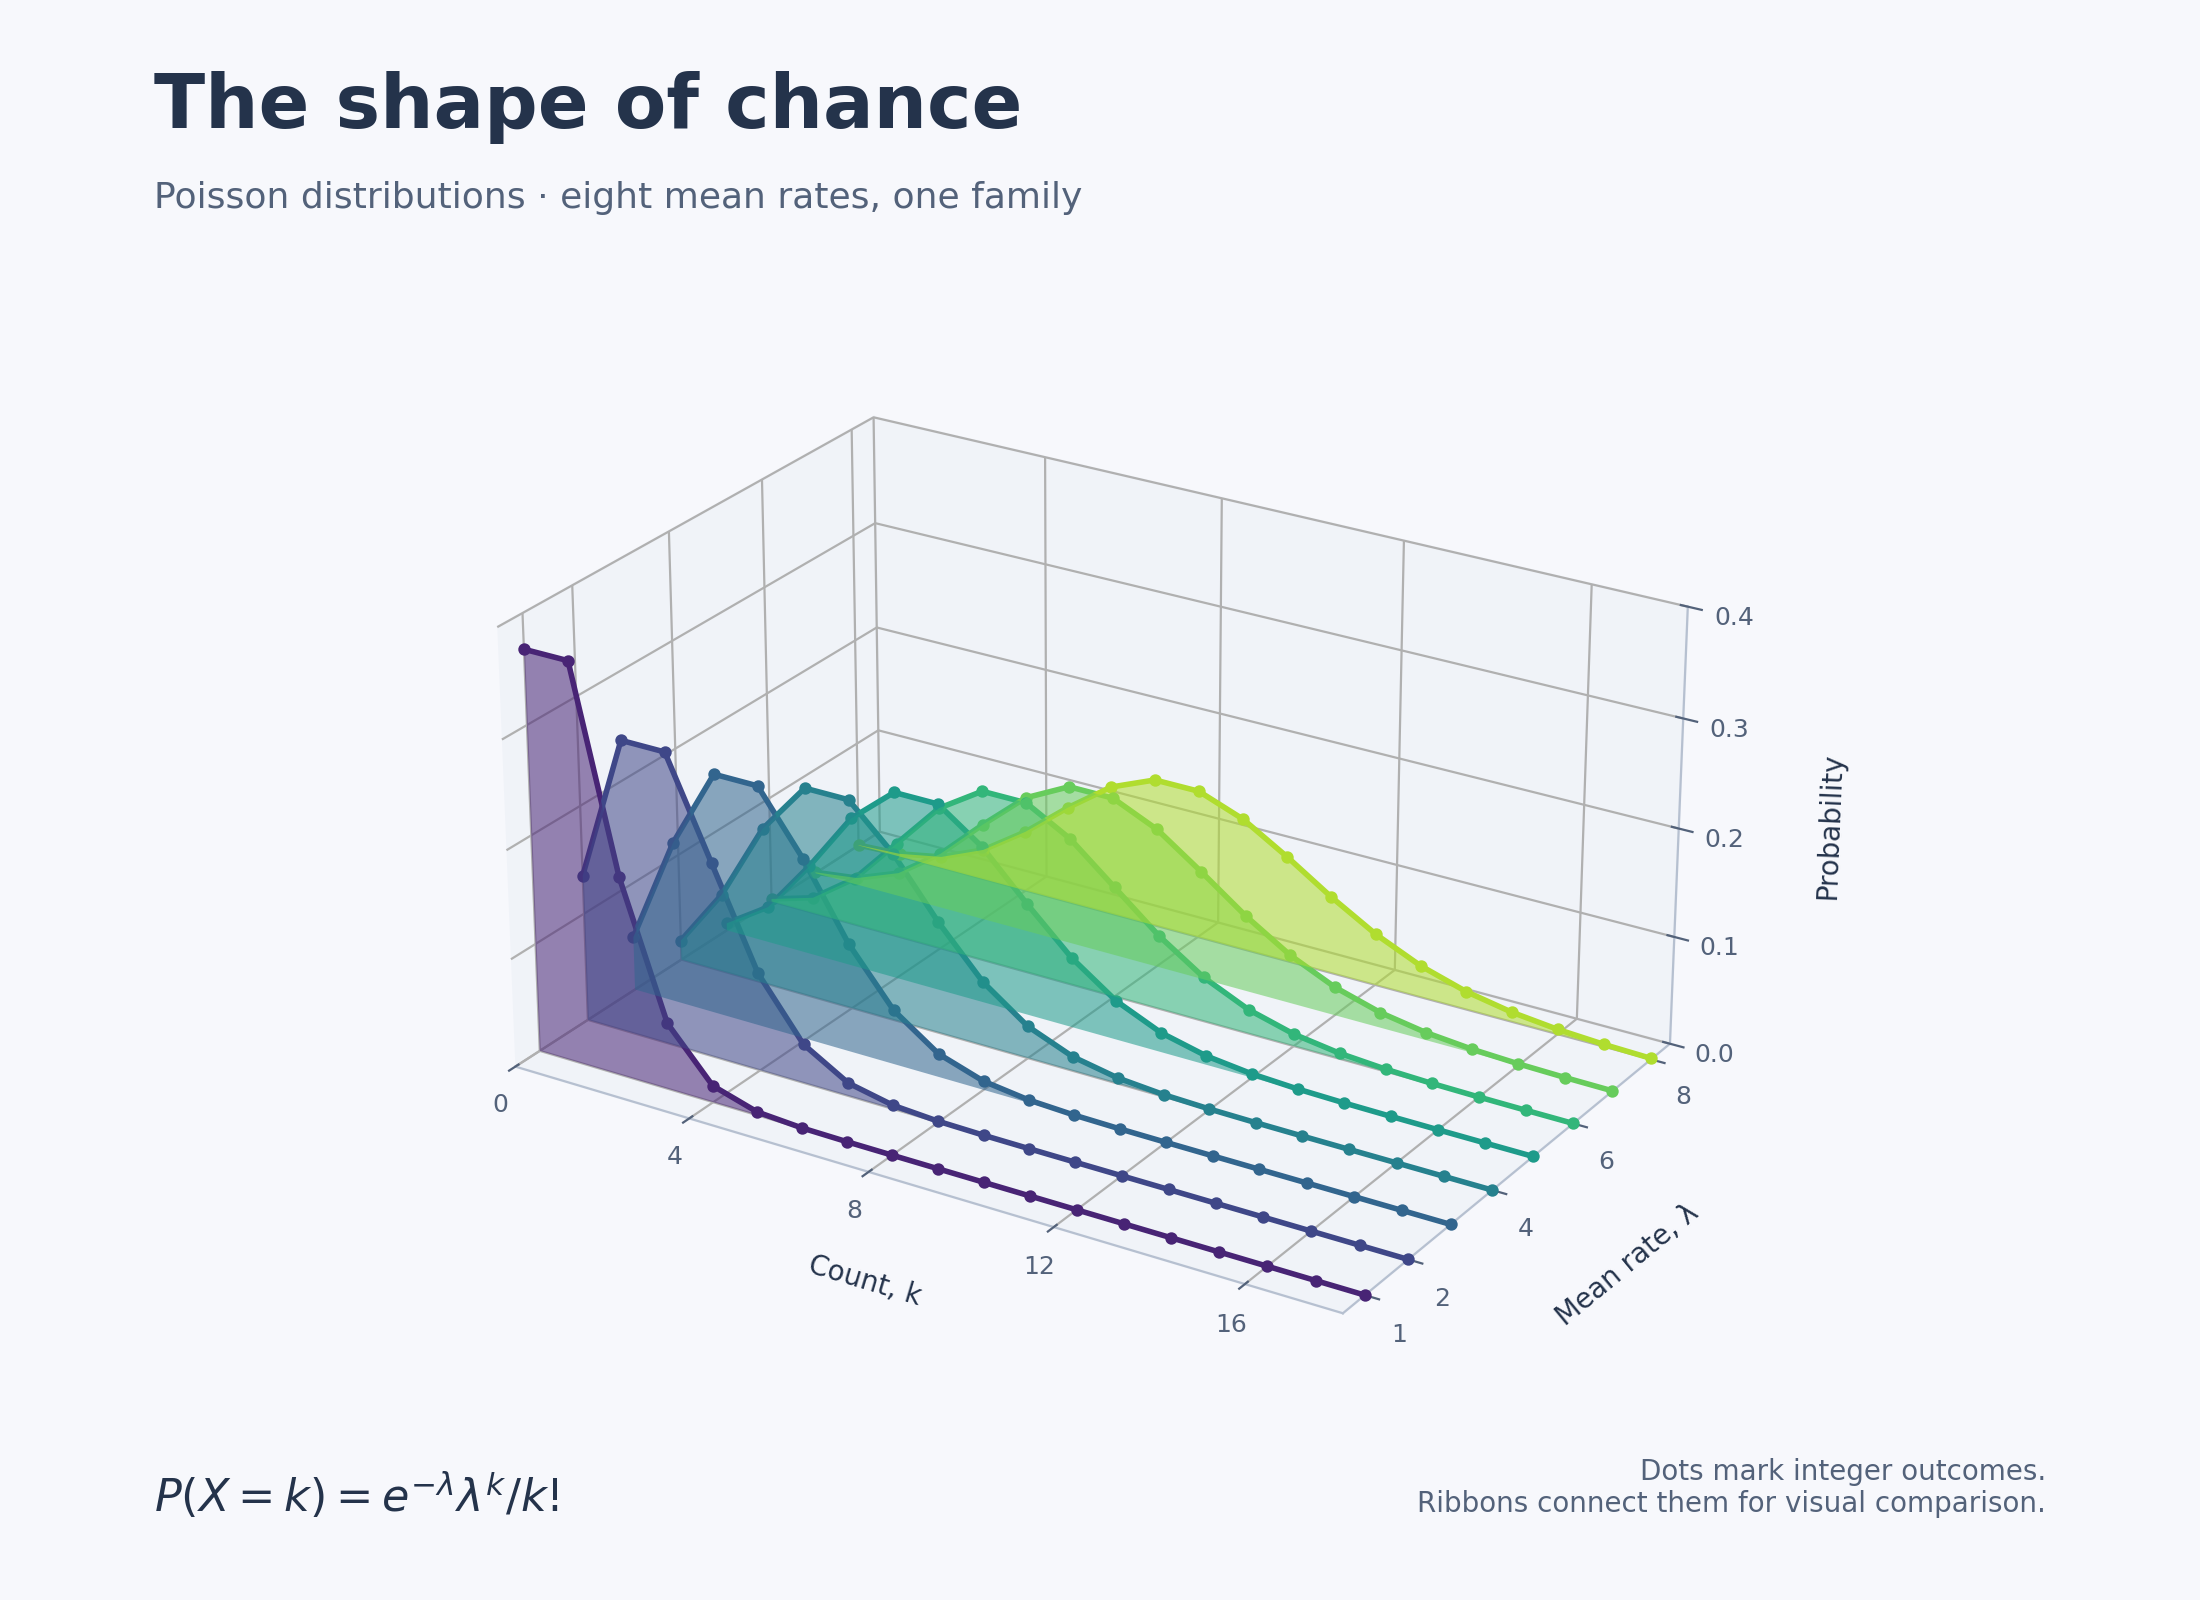 The shape of chance
Poisson distributions · eight mean rates, one family
0.4
0.3
0.2
0.1
0.0
Probability
0
4
8
12
16
Count, k
1
2
4
6
8
Mean rate, λ
P(X = k) = e^{−λ}λ^k/k!
Dots mark integer outcomes.
Ribbons connect them for visual comparison.